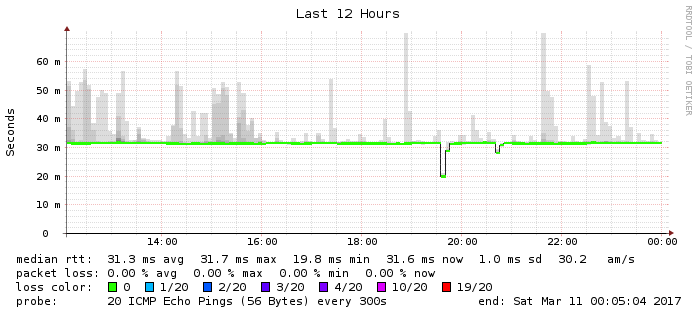 Last 12 Hours
RRDTOOL / TOBI OETIKER
Seconds
60 m
50 m
40 m
30 m
20 m
10 m
0
14:00 16:00 18:00 20:00 22:00 00:00
median rtt: 31.3 ms avg 31.7 ms max 19.8 ms min 31.6 ms now 1.0 ms sd 30.2 am/s
packet loss: 0.00 % avg 0.00 % max 0.00 % min 0.00 % now
loss color: 0 1/20 2/20 3/20 4/20 10/20 19/20
probe: 20 ICMP Echo Pings (56 Bytes) every 300s end: Sat Mar 11 00:05:04 2017